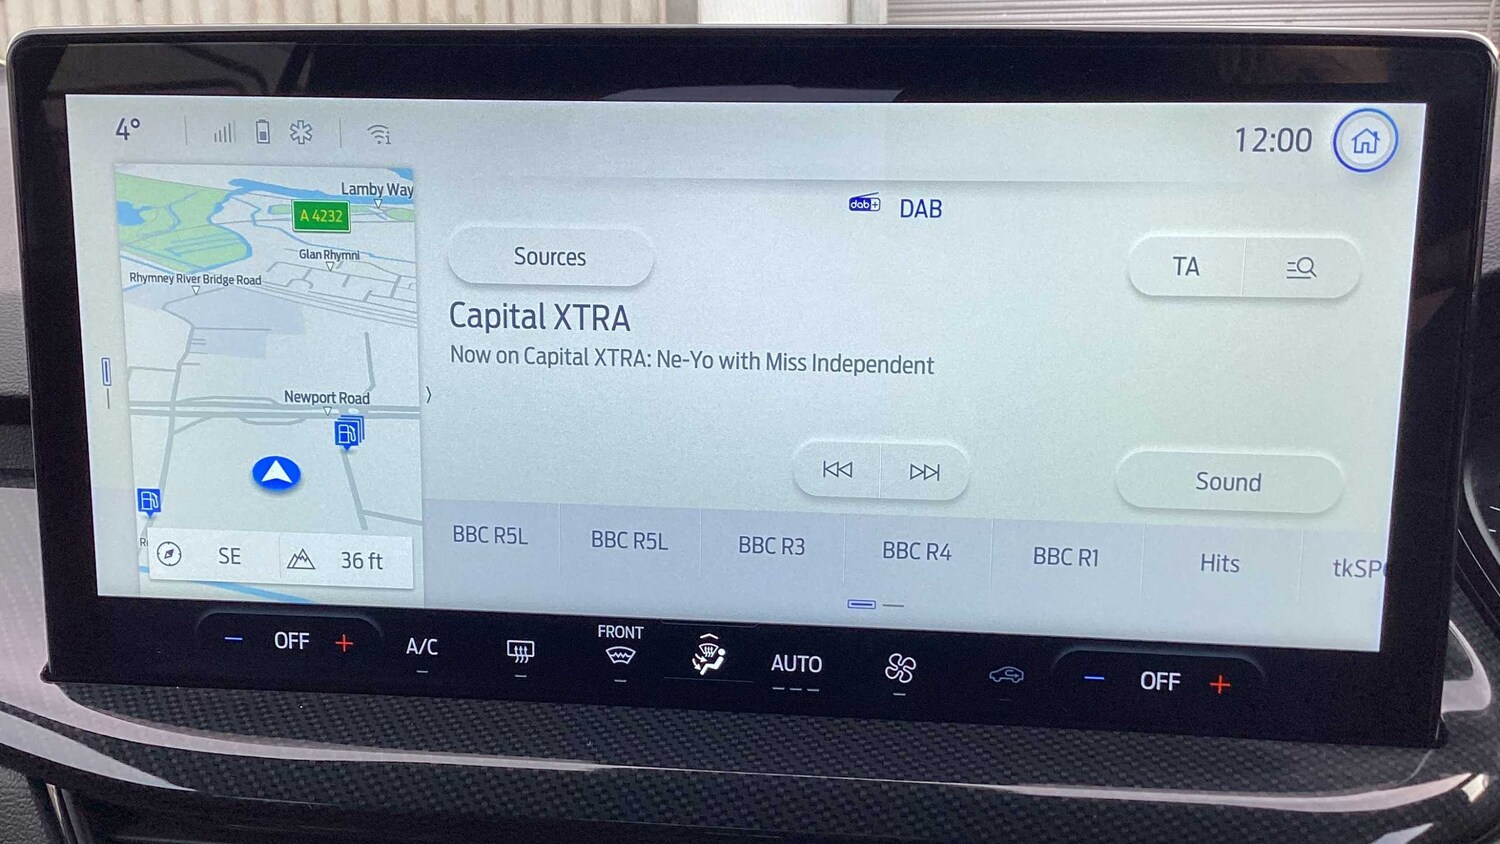 4°
12:00
Lamby Way
A 4232
Glan Rhymni
Rhymney River Bridge Road
Newport Road
SE
36 ft
dab+ DAB
Sources
TA
Capital XTRA
Now on Capital XTRA: Ne-Yo with Miss Independent
Sound
BBC R5L
BBC R5L
BBC R3
BBC R4
BBC R1
Hits
− OFF +
A/C
FRONT
AUTO
− OFF +